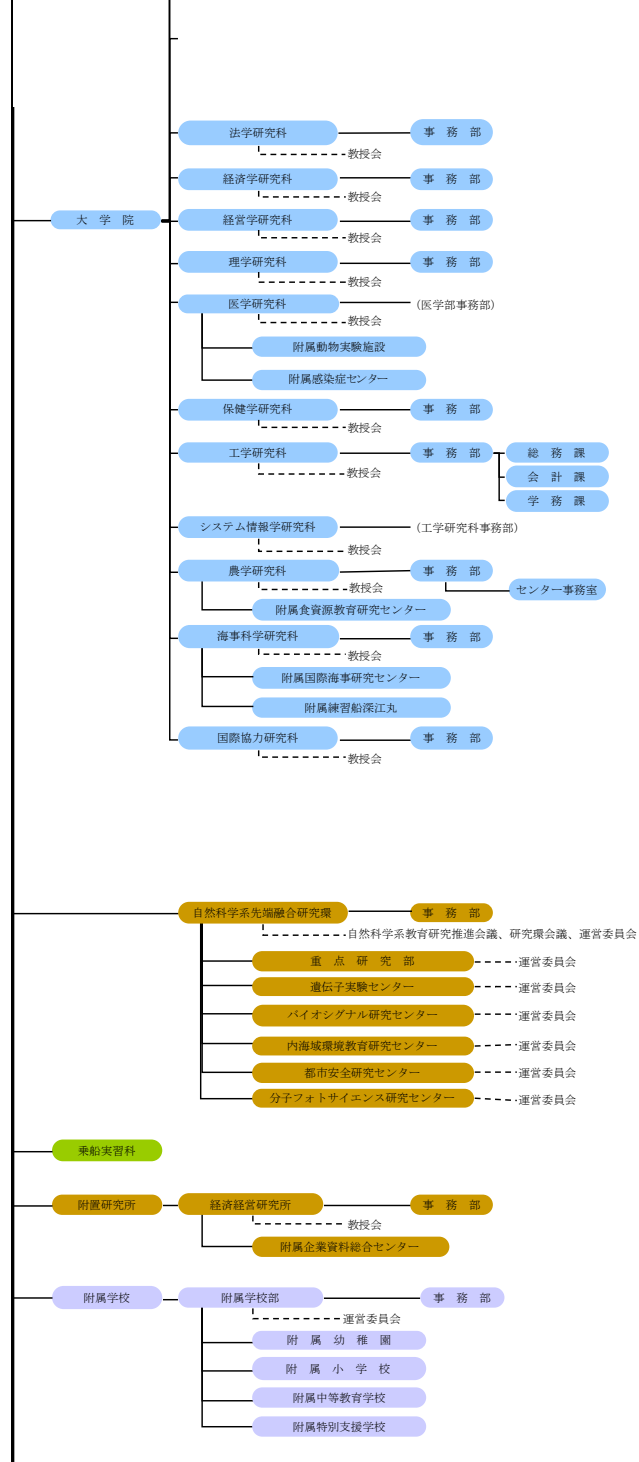 法学研究科
事　務　部
教授会
経済学研究科
事　務　部
教授会
大　学　院
経営学研究科
事　務　部
教授会
理学研究科
事　務　部
教授会
医学研究科
(医学部事務部)
教授会
附属動物実験施設
附属感染症センター
保健学研究科
事　務　部
教授会
工学研究科
事　務　部
総　務　課
教授会
会　計　課
学　務　課
システム情報学研究科
(工学研究科事務部)
教授会
農学研究科
事　務　部
教授会
センター事務室
附属食資源教育研究センター
海事科学研究科
事　務　部
教授会
附属国際海事研究センター
附属練習船深江丸
国際協力研究科
事　務　部
教授会
自然科学系先端融合研究環
事　務　部
自然科学系教育研究推進会議、研究環会議、運営委員会
重　点　研　究　部
運営委員会
遺伝子実験センター
運営委員会
バイオシグナル研究センター
運営委員会
内海域環境教育研究センター
運営委員会
都市安全研究センター
運営委員会
分子フォトサイエンス研究センター
運営委員会
乗船実習科
附置研究所
経済経営研究所
事　務　部
教授会
附属企業資料総合センター
附属学校
附属学校部
事　務　部
運営委員会
附　属　幼　稚　園
附　属　小　学　校
附属中等教育学校
附属特別支援学校